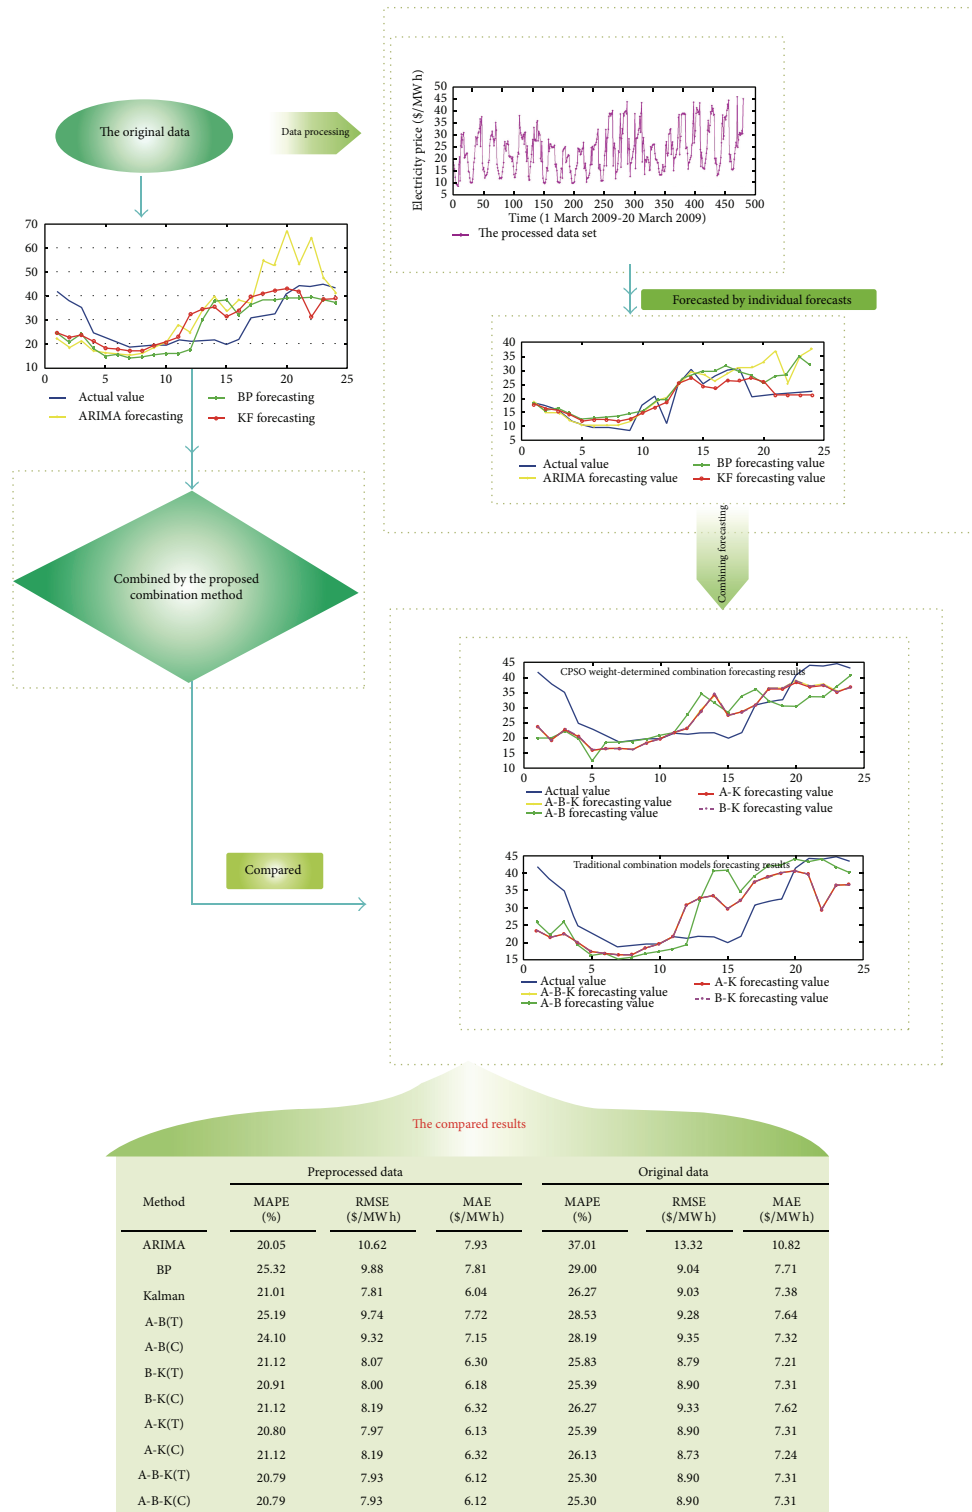 The original data
Data processing
Electricity price ($/MW h)
50
45
40
35
30
25
20
15
10
5
0 50 100 150 200 250 300 350 400 450 500
Time (1 March 2009-20 March 2009)
The processed data set
70
60
50
40
30
20
10
0 5 10 15 20 25
Actual value
ARIMA forecasting
BP forecasting
KF forecasting
Forecasted by individual forecasts
40
35
30
25
20
15
10
5
0 5 10 15 20 25
Actual value
ARIMA forecasting value
BP forecasting value
KF forecasting value
Combining forecasting
Combined by the proposed
combination method
CPSO weight-determined combination forecasting results
45
40
35
30
25
20
15
10
0 5 10 15 20 25
Actual value
A-B-K forecasting value
A-B forecasting value
A-K forecasting value
B-K forecasting value
Compared
Traditional combination models forecasting results
45
40
35
30
25
20
15
0 5 10 15 20 25
Actual value
A-B-K forecasting value
A-B forecasting value
A-K forecasting value
B-K forecasting value
The compared results
Preprocessed data Original data
Method MAPE (%) RMSE ($/MW h) MAE ($/MW h) MAPE (%) RMSE ($/MW h) MAE ($/MW h)
ARIMA 20.05 10.62 7.93 37.01 13.32 10.82
BP 25.32 9.88 7.81 29.00 9.04 7.71
Kalman 21.01 7.81 6.04 26.27 9.03 7.38
A-B(T) 25.19 9.74 7.72 28.53 9.28 7.64
A-B(C) 24.10 9.32 7.15 28.19 9.35 7.32
B-K(T) 21.12 8.07 6.30 25.83 8.79 7.21
B-K(C) 20.91 8.00 6.18 25.39 8.90 7.31
A-K(T) 21.12 8.19 6.32 26.27 9.33 7.62
A-K(C) 20.80 7.97 6.13 25.39 8.90 7.31
A-B-K(T) 21.12 8.19 6.32 26.13 8.73 7.24
A-B-K(C) 20.79 7.93 6.12 25.30 8.90 7.31
20.79 7.93 6.12 25.30 8.90 7.31